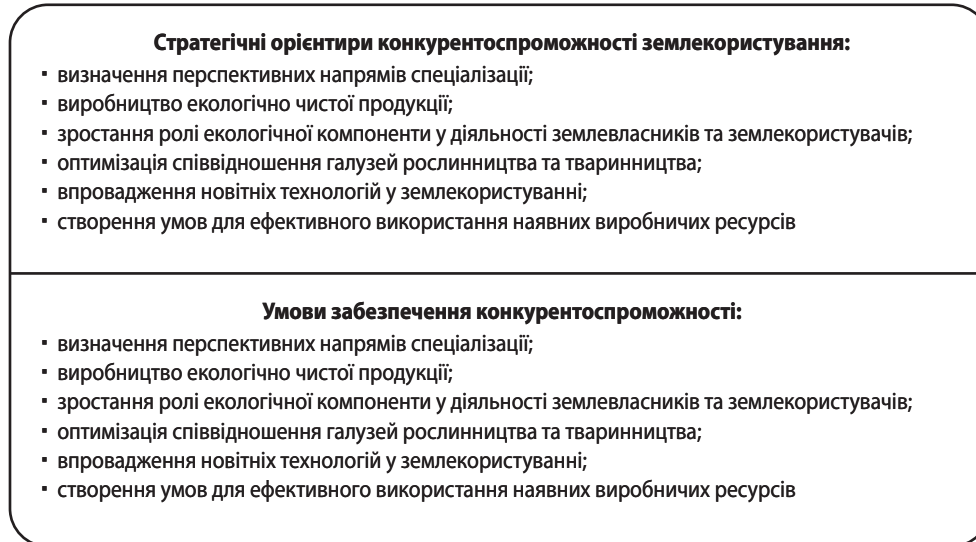 Стратегічні орієнтири конкурентоспроможності землекористування:
▪ визначення перспективних напрямів спеціалізації;
▪ виробництво екологічно чистої продукції;
▪ зростання ролі екологічної компоненти у діяльності землевласників та землекористувачів;
▪ оптимізація співвідношення галузей рослинництва та тваринництва;
▪ впровадження новітніх технологій у землекористуванні;
▪ створення умов для ефективного використання наявних виробничих ресурсів
Умови забезпечення конкурентоспроможності:
▪ визначення перспективних напрямів спеціалізації;
▪ виробництво екологічно чистої продукції;
▪ зростання ролі екологічної компоненти у діяльності землевласників та землекористувачів;
▪ оптимізація співвідношення галузей рослинництва та тваринництва;
▪ впровадження новітніх технологій у землекористуванні;
▪ створення умов для ефективного використання наявних виробничих ресурсів